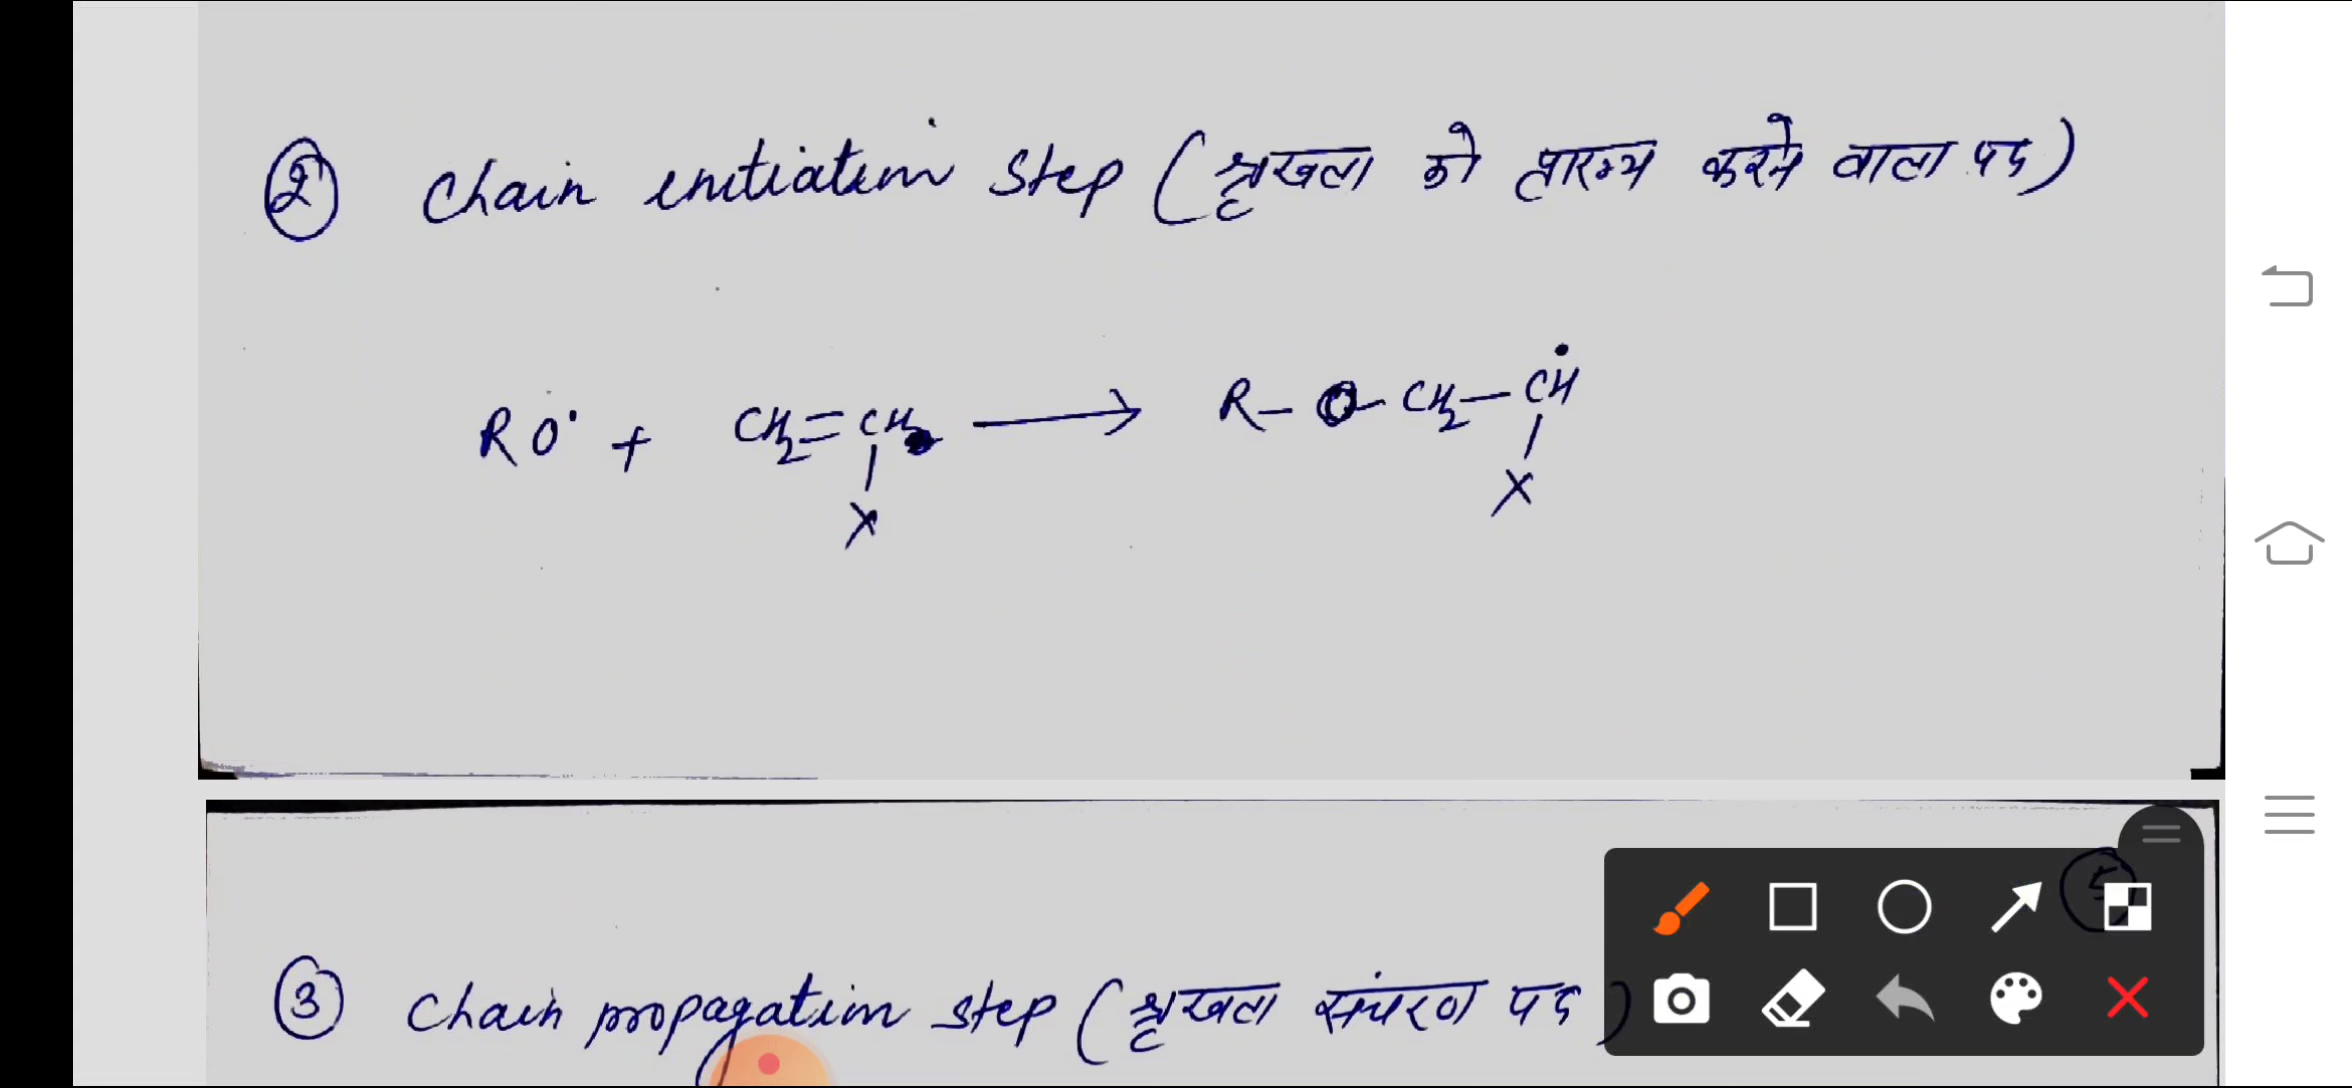 ② Chain initiation step (श्रृखला को प्रारम्भ करने वाला पद)
RO• + CH₂=CH ⟶ R–O–CH₂–ĊH
X X
⑤
③ Chain propagation step (श्रृखला संचरण पद)